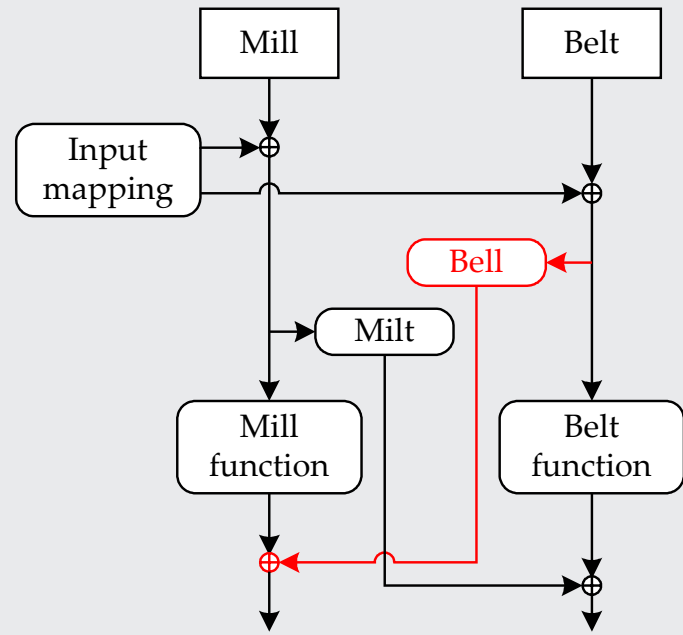 Mill
Belt
Input
mapping
Bell
Milt
Mill
function
Belt
function